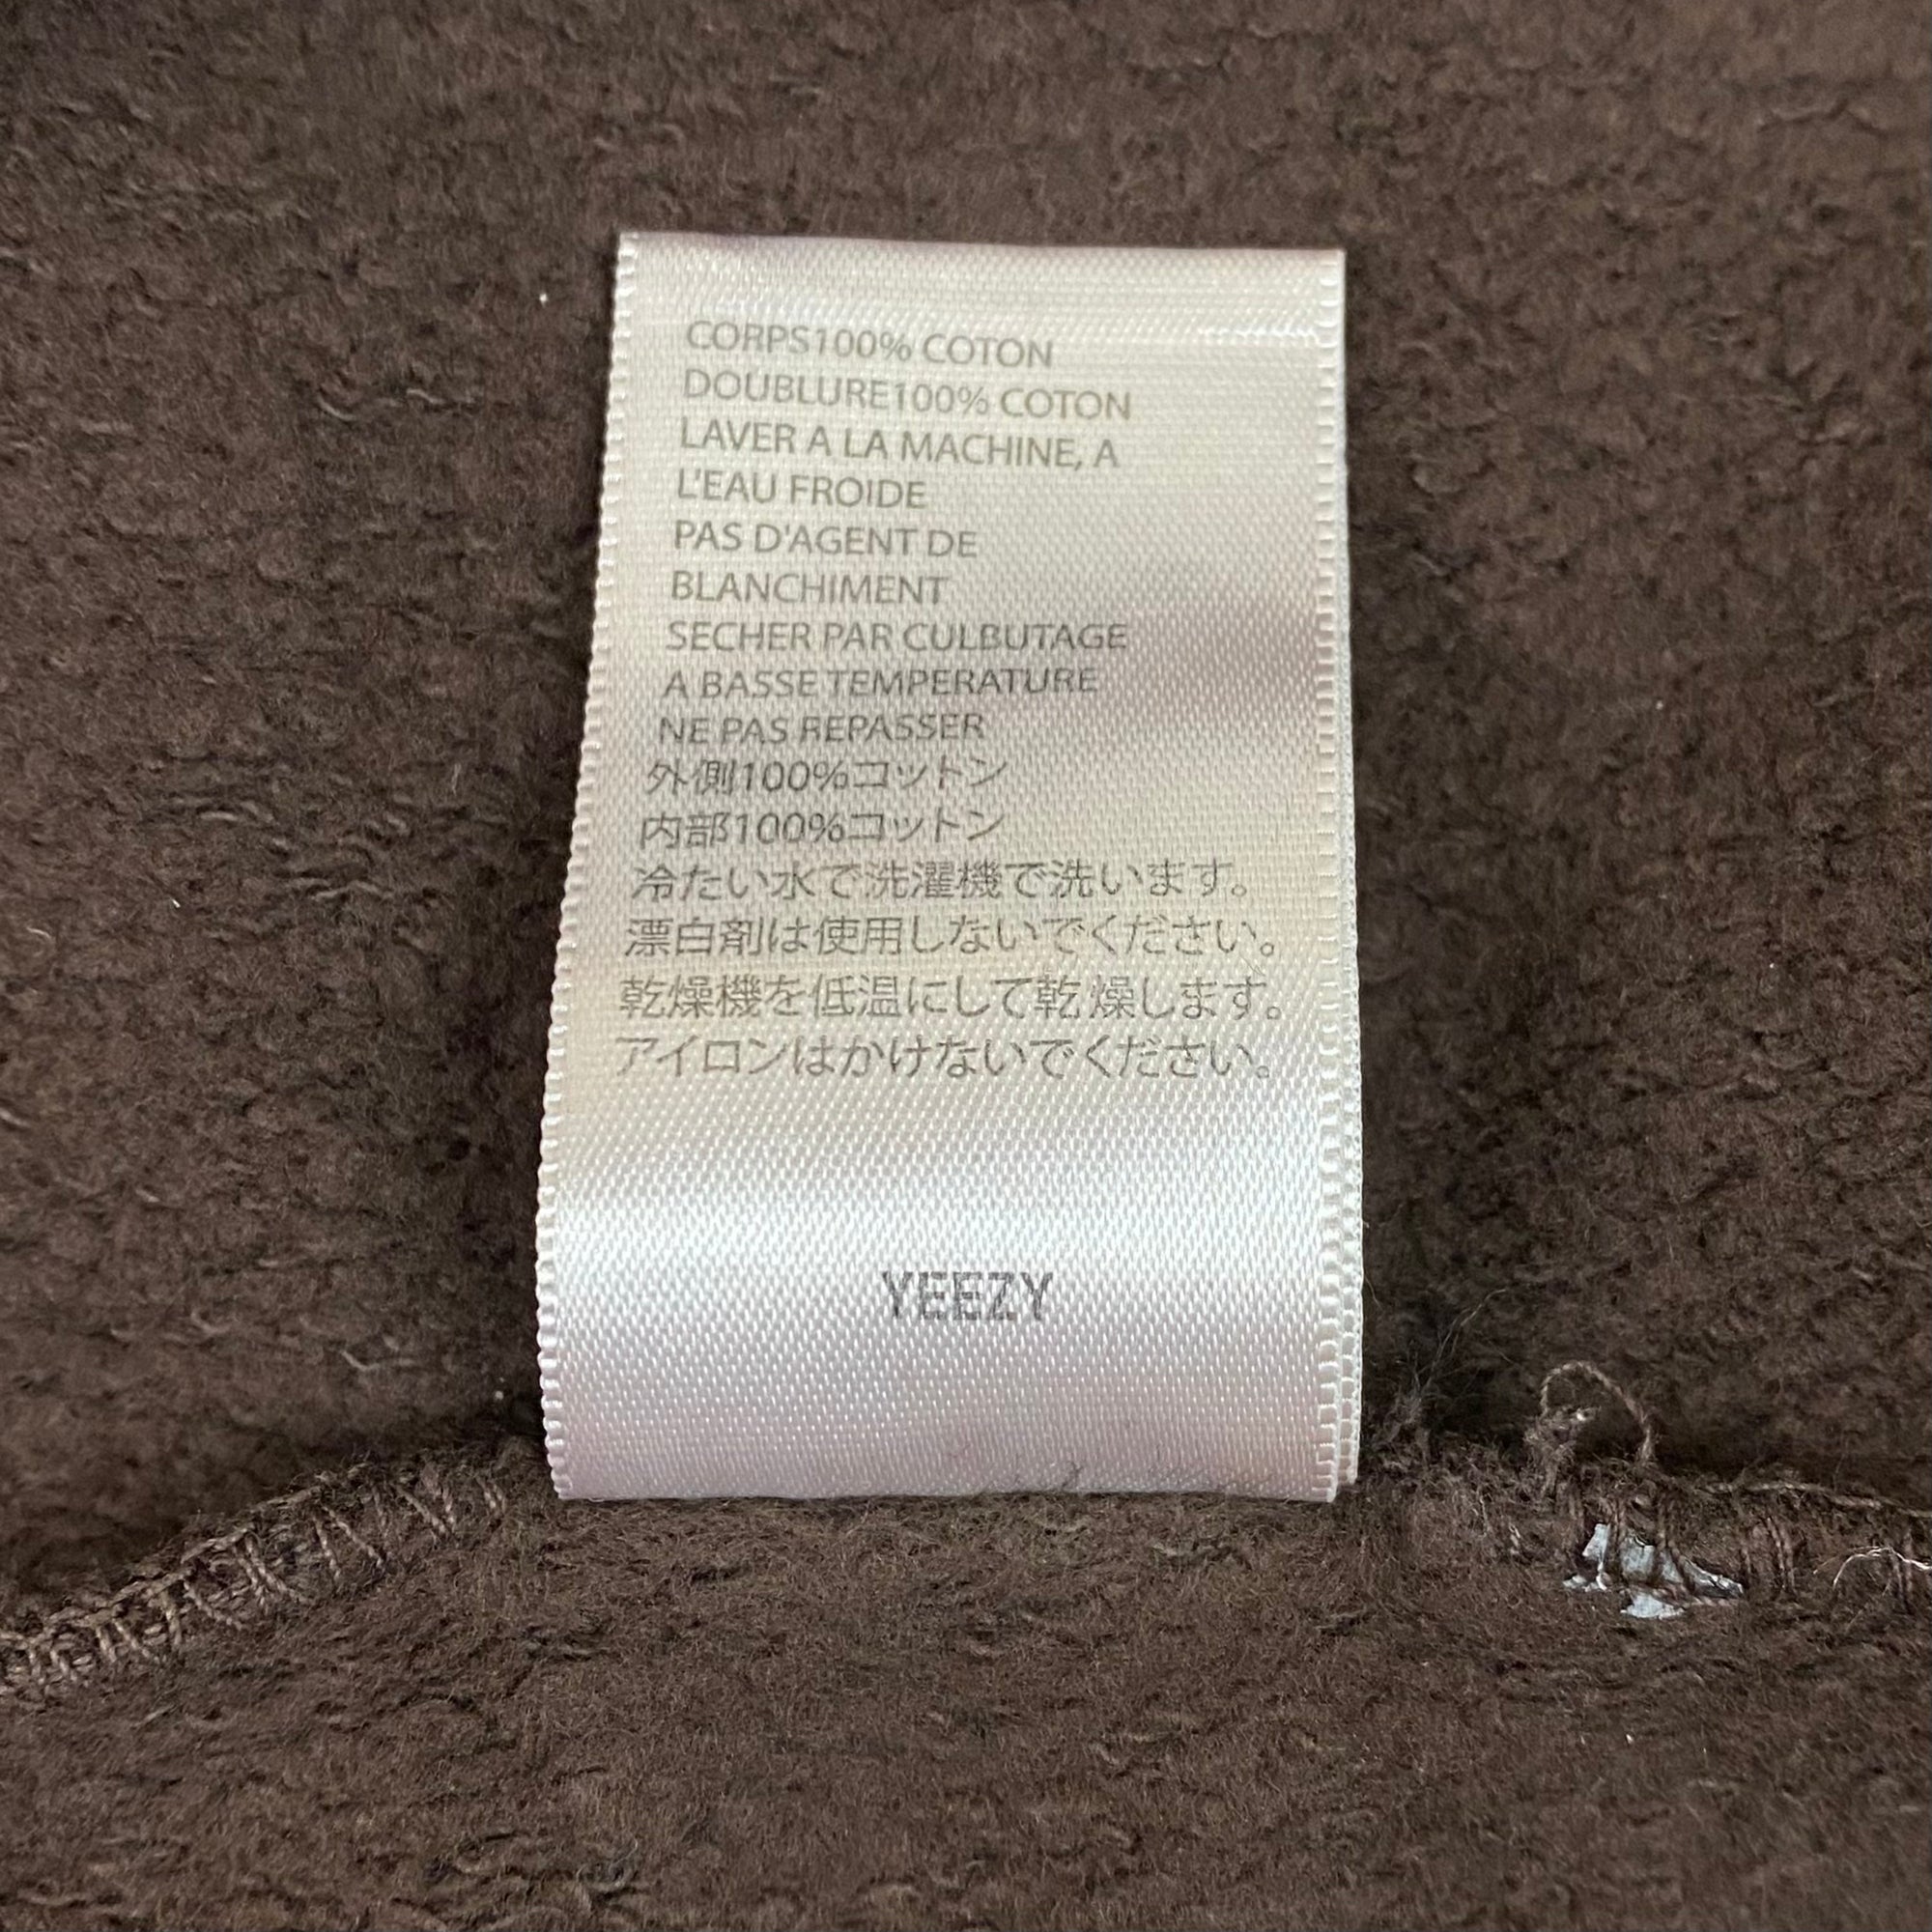 CORPS100% COTON
DOUBLURE100% COTON
LAVER A LA MACHINE, A
L'EAU FROIDE
PAS D'AGENT DE
BLANCHIMENT
SECHER PAR CULBUTAGE
A BASSE TEMPERATURE
NE PAS REPASSER
外側100%コットン
内部100%コットン
冷たい水で洗濯機で洗います。
漂白剤は使用しないでください。
乾燥機を低温にして乾燥します。
アイロンはかけないでください。
YEEZY